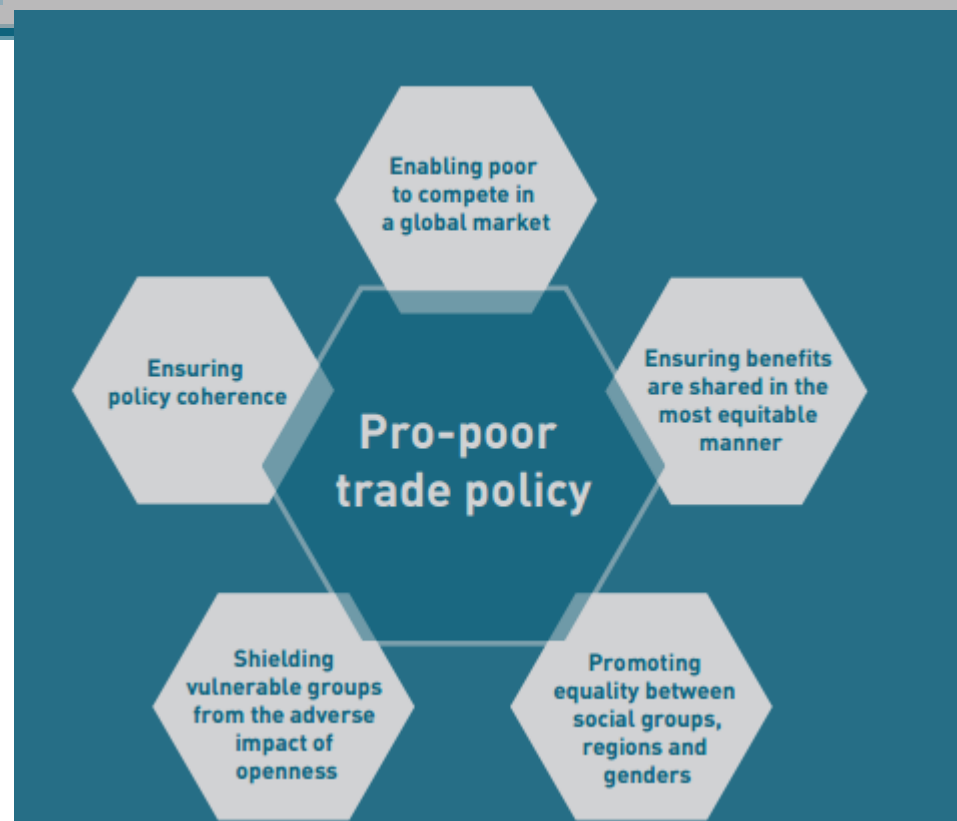 Enabling poor
to compete in
a global market
Ensuring
policy coherence
Ensuring benefits
are shared in the
most equitable
manner
Pro-poor
trade policy
Shielding
vulnerable groups
from the adverse
impact of
openness
Promoting
equality between
social groups,
regions and
genders